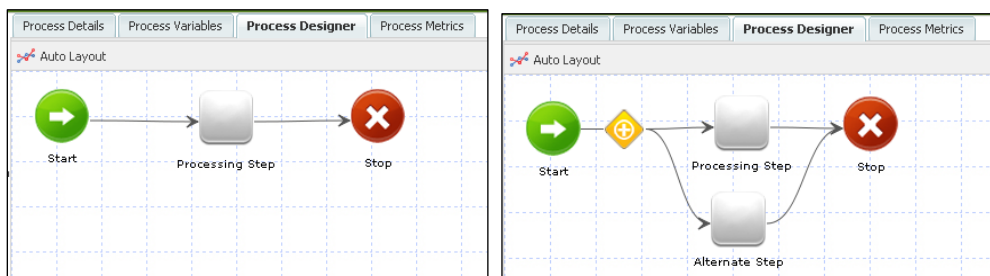 Process Details Process Variables Process Designer Process Metrics
Auto Layout
Start
Processing Step
Stop
Process Details Process Variables Process Designer Process Metrics
Auto Layout
Start
Processing Step
Stop
Alternate Step